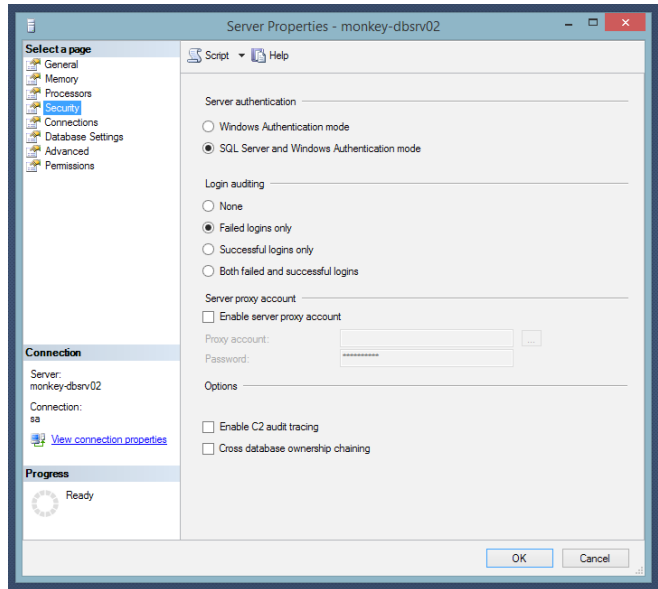 Server Properties - monkey-dbsrv02
Select a page
General
Memory
Processors
Security
Connections
Database Settings
Advanced
Permissions
Script Help
Server authentication
Windows Authentication mode
SQL Server and Windows Authentication mode
Login auditing
None
Failed logins only
Successful logins only
Both failed and successful logins
Server proxy account
Enable server proxy account
Proxy account:
...
Password:
**********
Options
Enable C2 audit tracing
Cross database ownership chaining
Connection
Server:
monkey-dbsrv02
Connection:
sa
View connection properties
Progress
Ready
OK Cancel